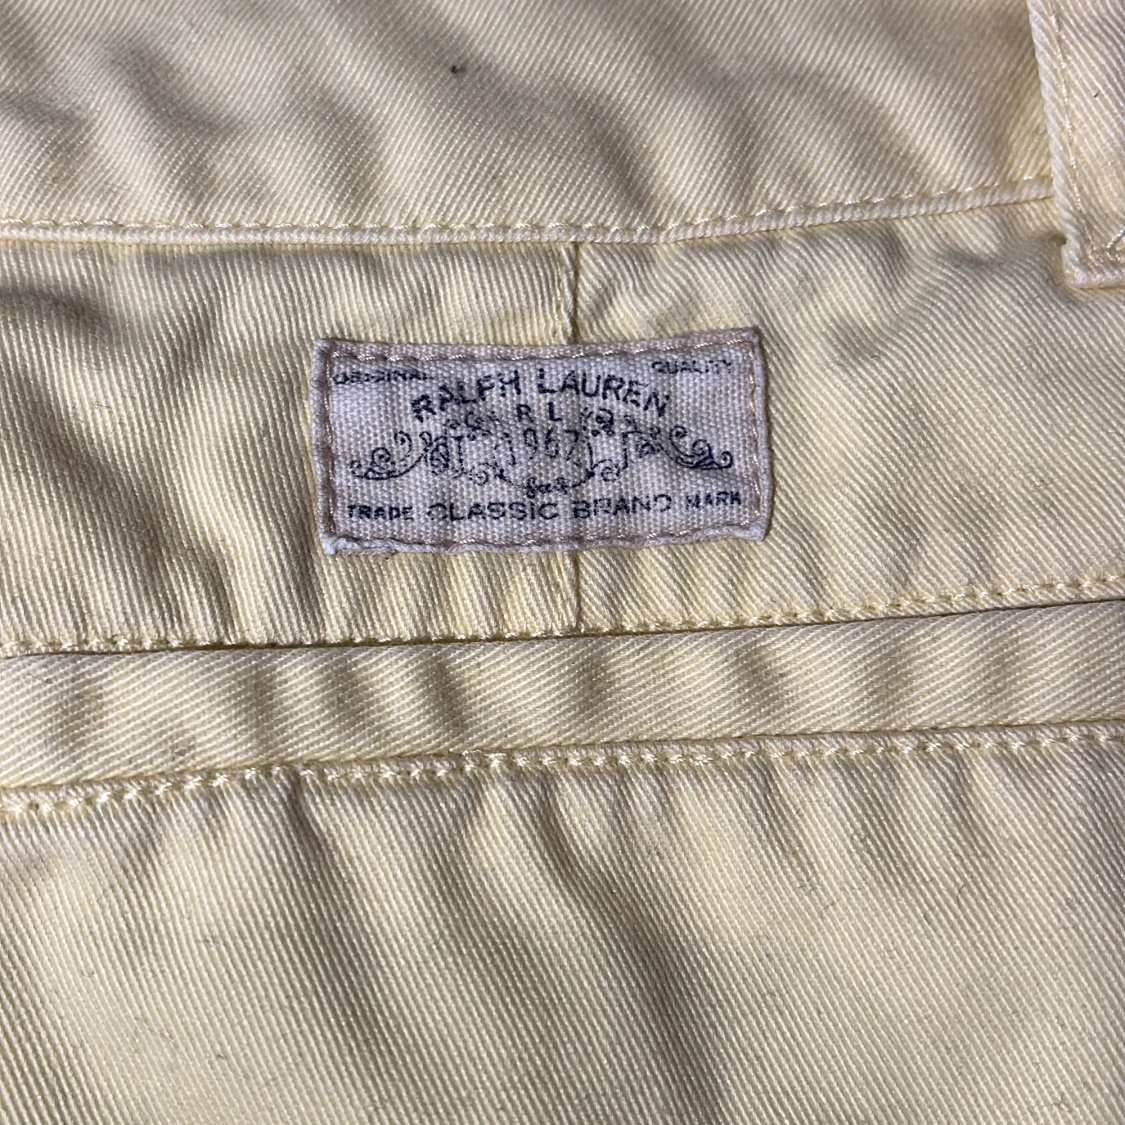 ORIGINAL QUALITY
RALPH LAUREN
R L
1967
TRADE CLASSIC BRAND MARK